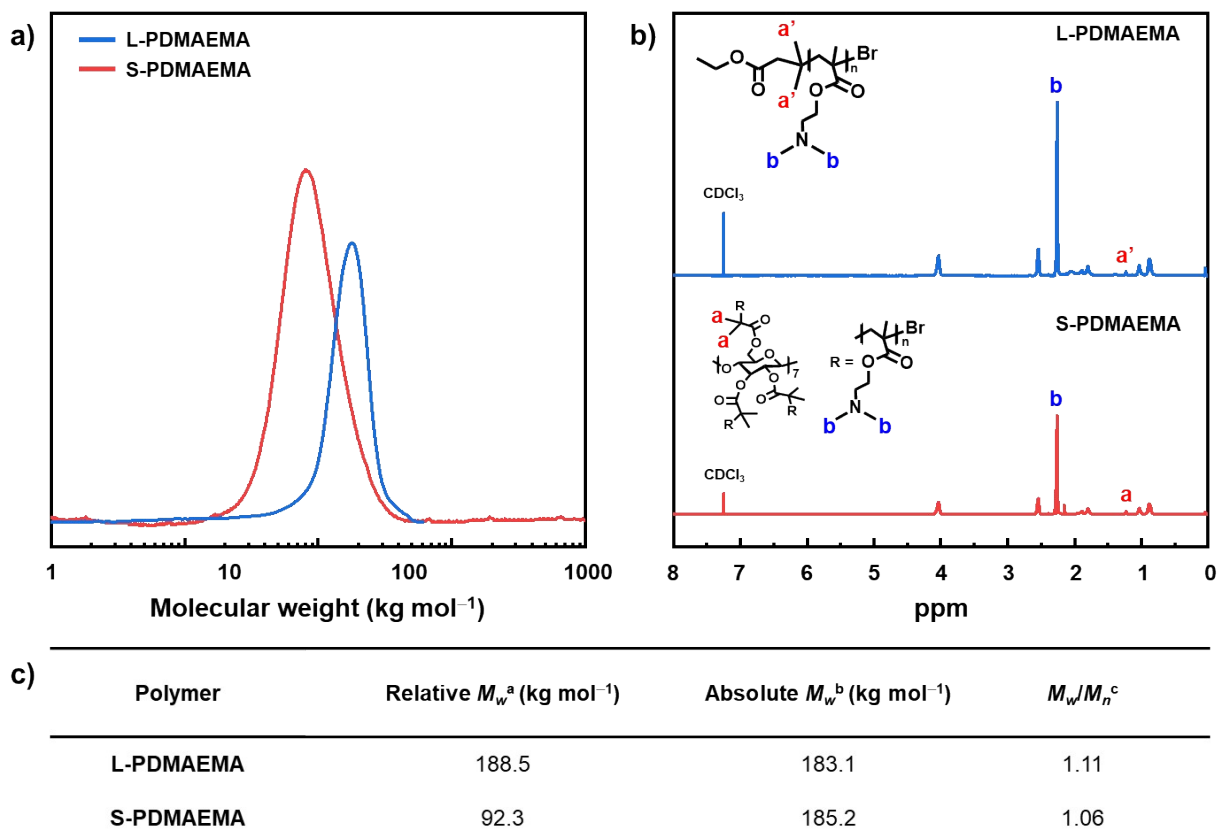 a)
L-PDMAEMA
S-PDMAEMA
1 10 100 1000
Molecular weight (kg mol⁻¹)
b)
L-PDMAEMA
a’
Br
n
O
O
O
O
a’
N
b b
b
CDCl₃
a’
S-PDMAEMA
R
a
O
a
O
O
O
7
O
O
O
O
R
R
Br
n
R = O
O
N
b b
b
CDCl₃
a
8 7 6 5 4 3 2 1 0
ppm
c)
Polymer Relative Mwᵃ (kg mol⁻¹) Absolute Mwᵇ (kg mol⁻¹) Mw/Mnᶜ
L-PDMAEMA 188.5 183.1 1.11
S-PDMAEMA 92.3 185.2 1.06